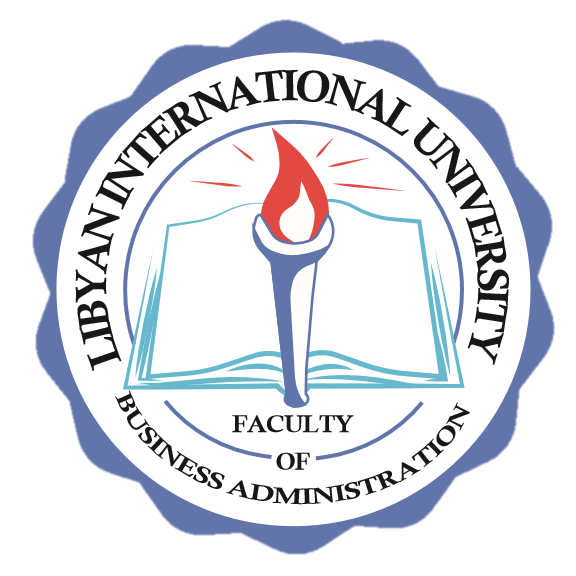 LIBYAN INTERNATIONAL UNIVERSITY
FACULTY
OF
BUSINESS ADMINISTRATION